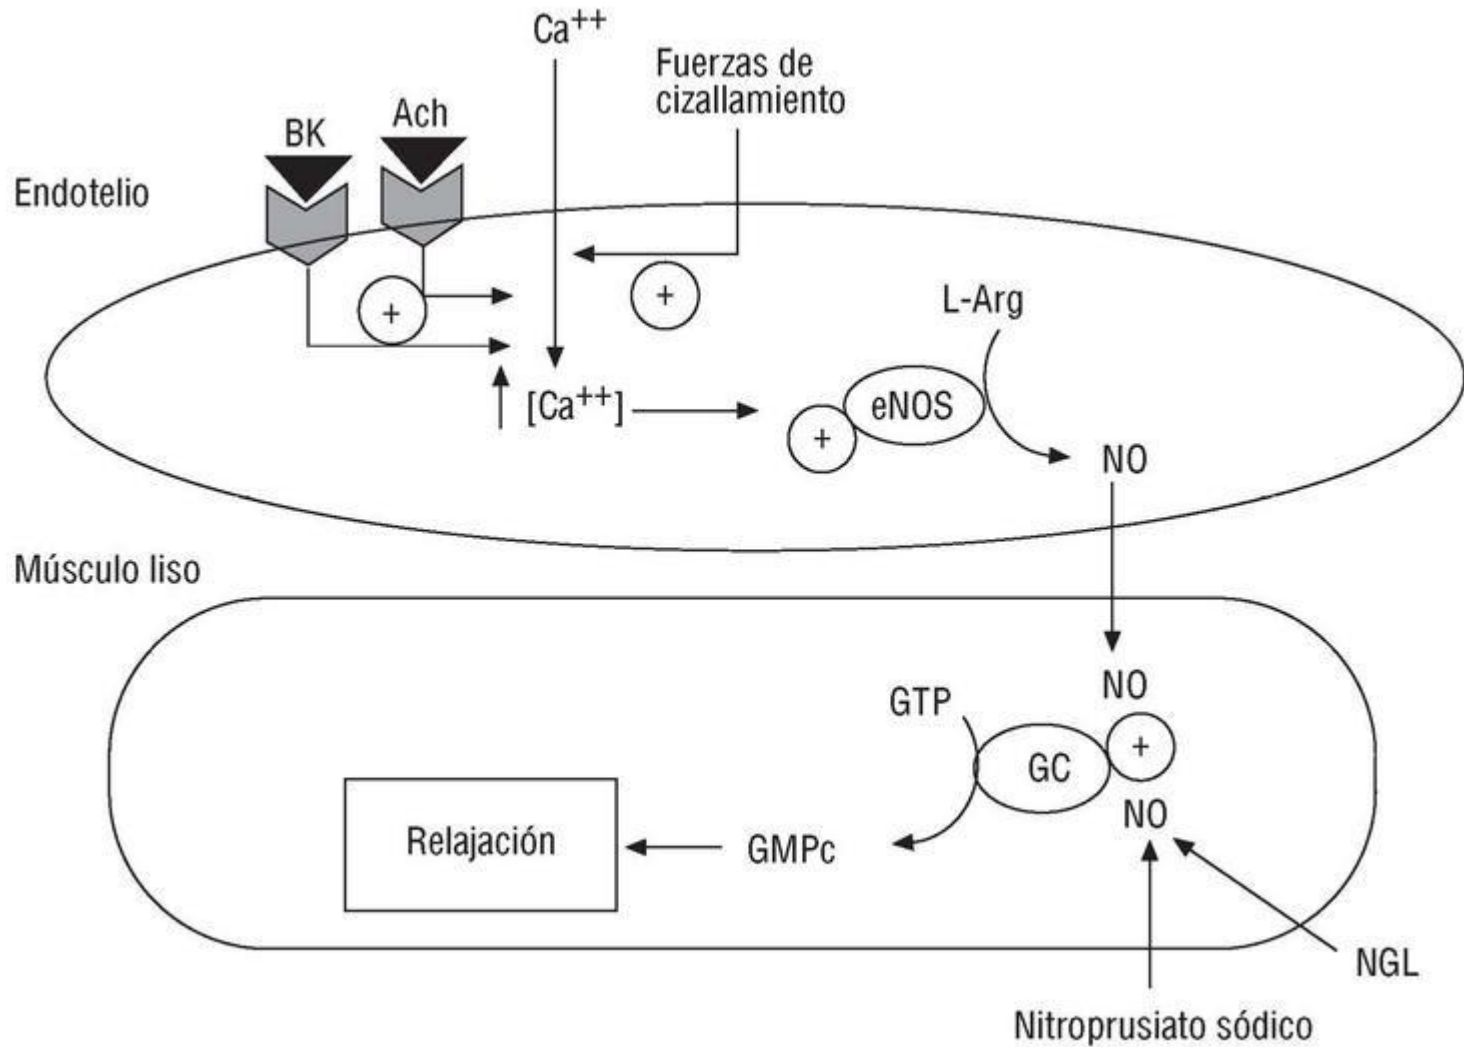 Ca++
Fuerzas de
cizallamiento
Ach
BK
Endotelio
+
+
L-Arg
[Ca++]
eNOS
+
NO
Músculo liso
NO
GTP
+
GC
NO
Relajación
GMPc
NGL
Nitroprusiato sódico